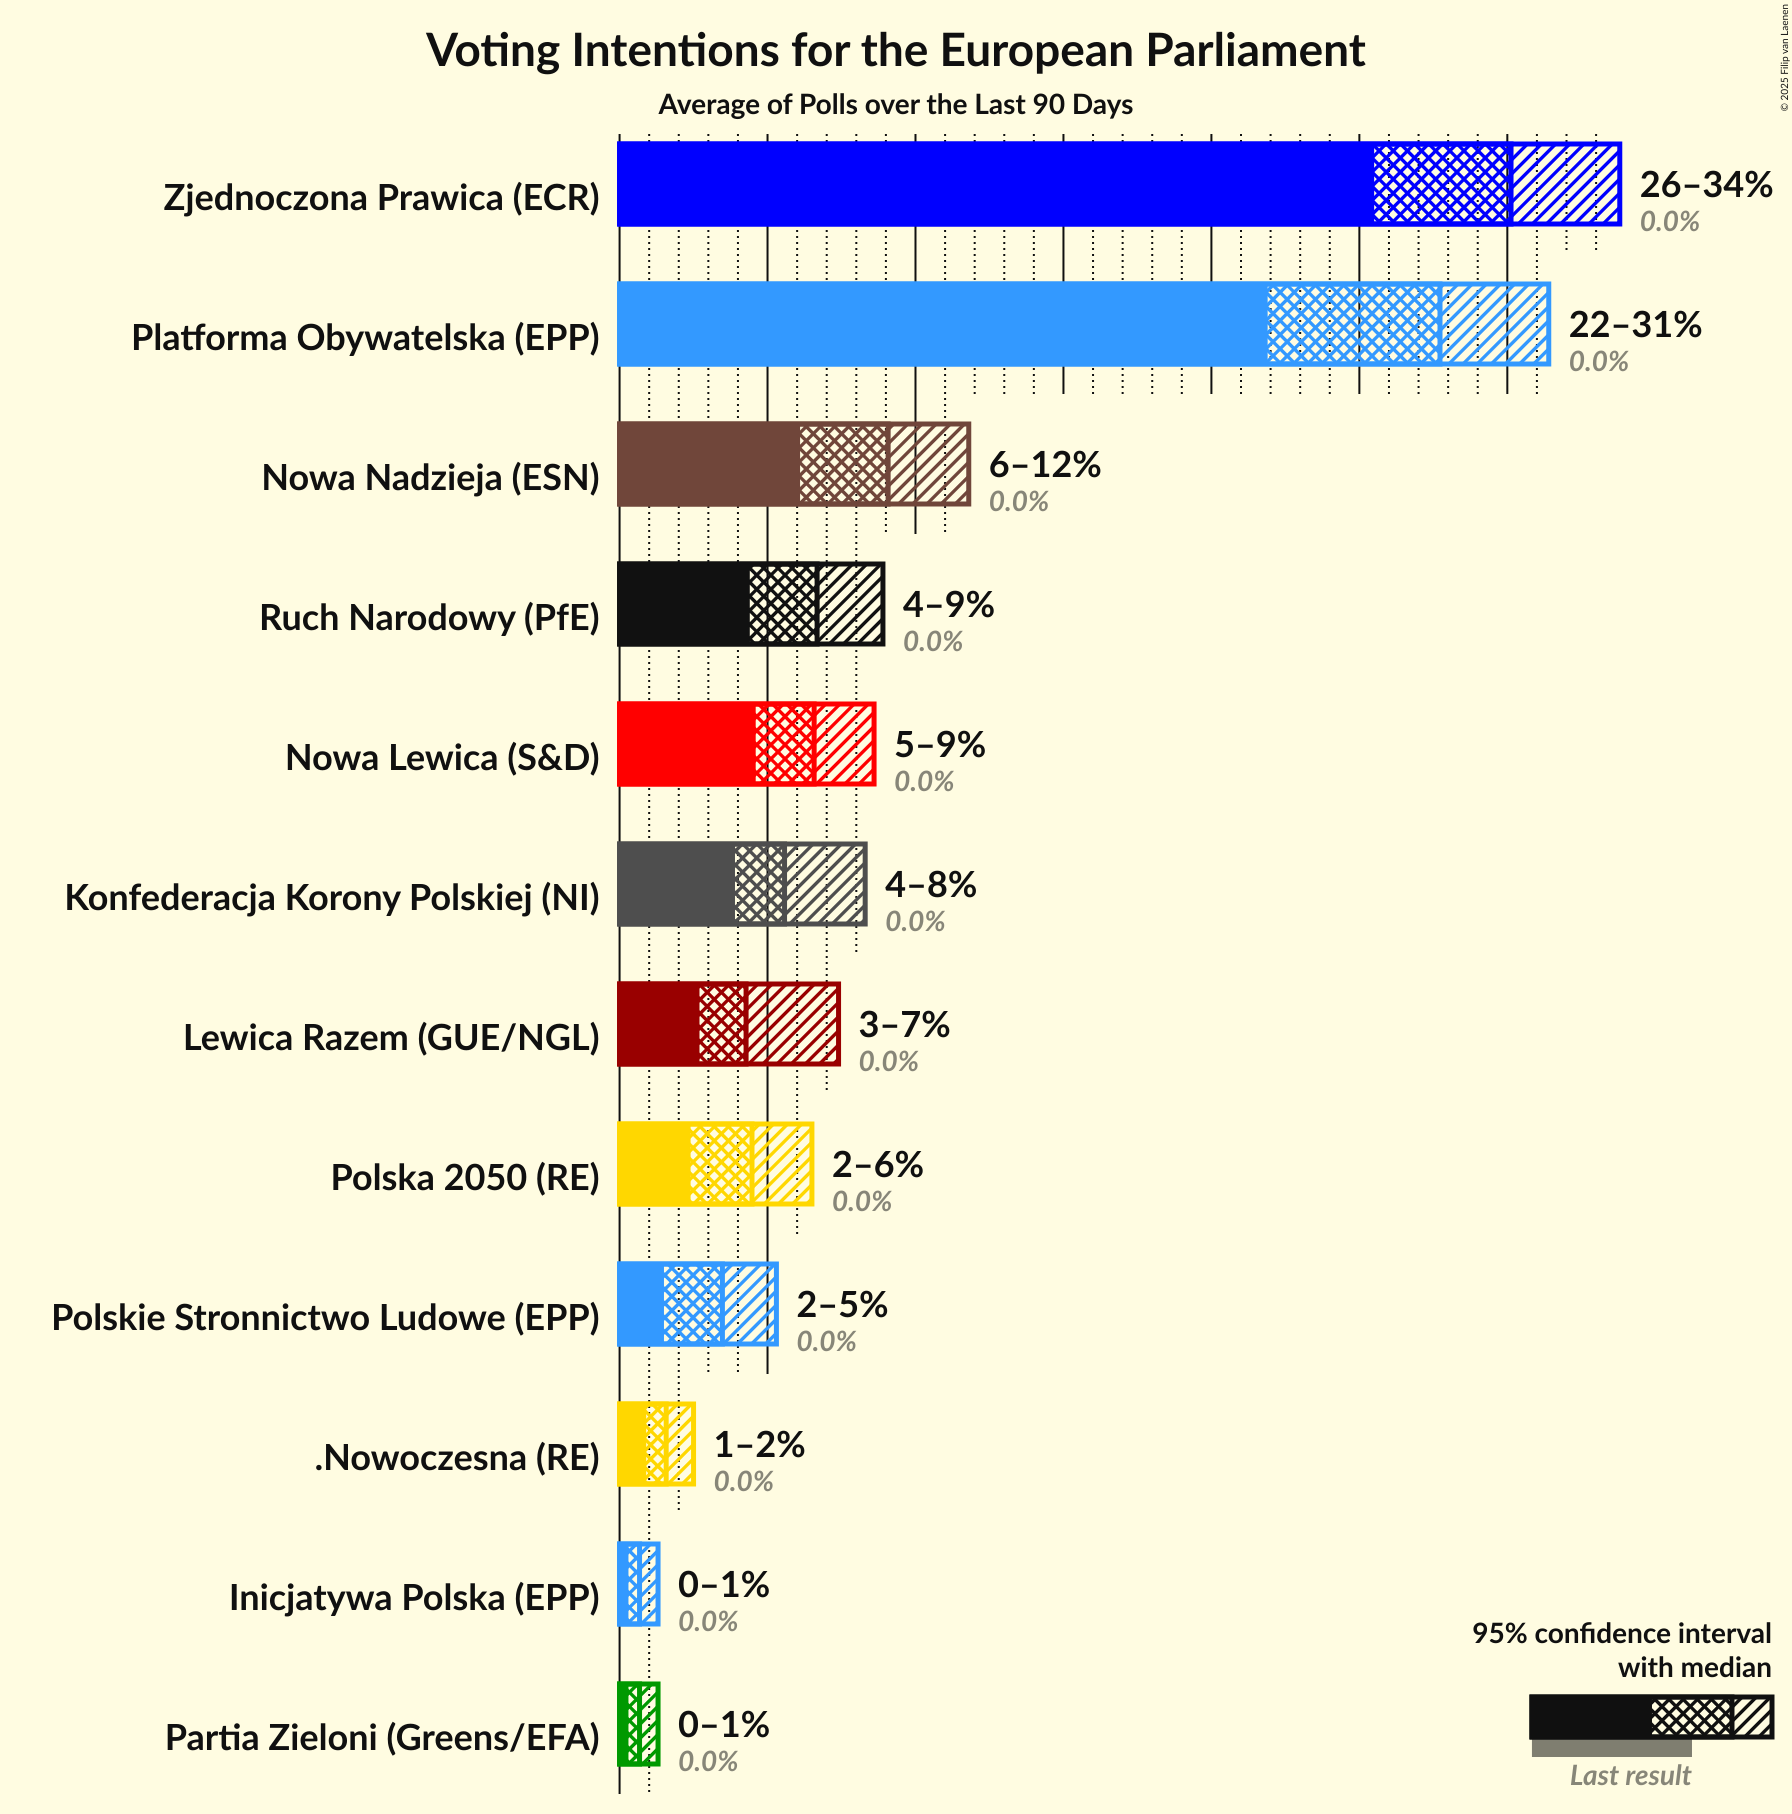 Voting Intentions for the European Parliament
Average of Polls over the Last 90 Days
© 2025 Filip van Laenen
Zjednoczona Prawica (ECR)
26–34%
0.0%
Platforma Obywatelska (EPP)
22–31%
0.0%
Nowa Nadzieja (ESN)
6–12%
0.0%
Ruch Narodowy (PfE)
4–9%
0.0%
Nowa Lewica (S&D)
5–9%
0.0%
Konfederacja Korony Polskiej (NI)
4–8%
0.0%
Lewica Razem (GUE/NGL)
3–7%
0.0%
Polska 2050 (RE)
2–6%
0.0%
Polskie Stronnictwo Ludowe (EPP)
2–5%
0.0%
.Nowoczesna (RE)
1–2%
0.0%
Inicjatywa Polska (EPP)
0–1%
0.0%
Partia Zieloni (Greens/EFA)
0–1%
0.0%
95% confidence interval
with median
Last result